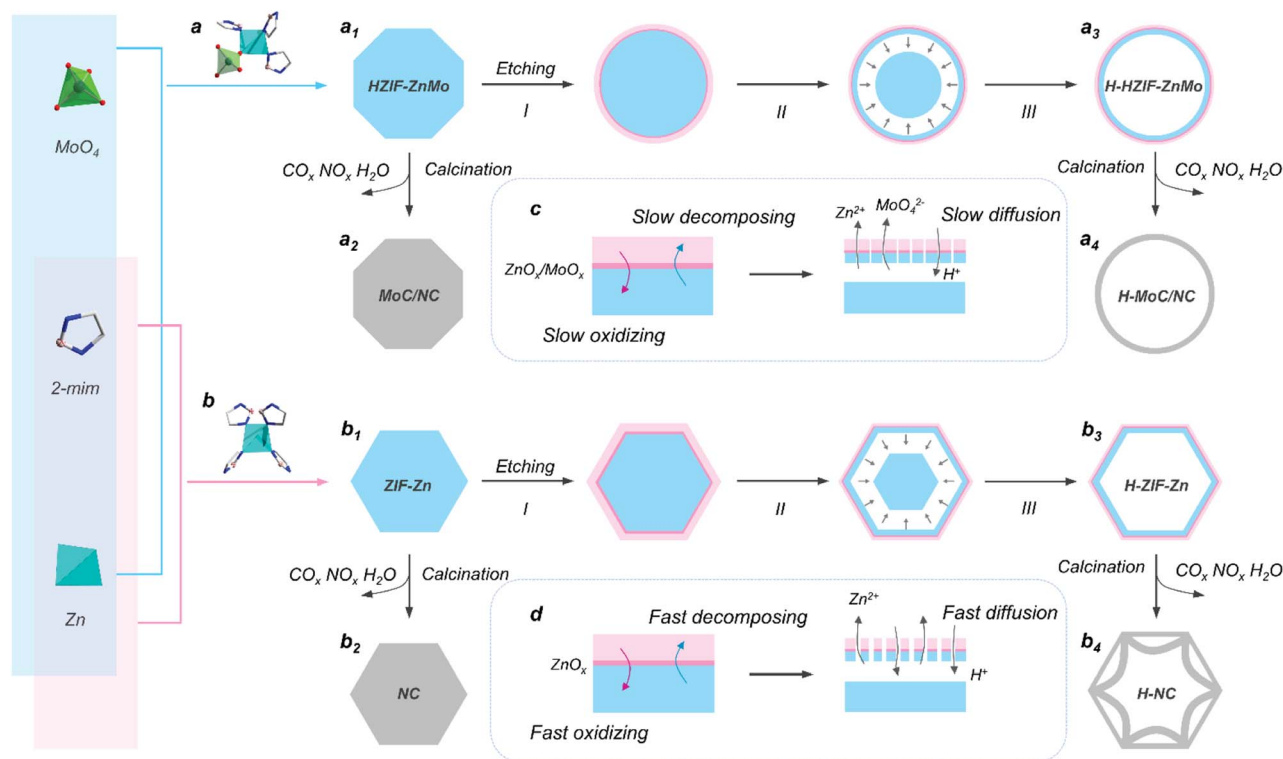 MoO₄
2-mim
Zn
a
a₁
HZIF-ZnMo
Etching
I
II
III
a₃
H-HZIF-ZnMo
COₓ NOₓ H₂O
Calcination
Calcination
COₓ NOₓ H₂O
a₂
MoC/NC
c
Slow decomposing
ZnOₓ/MoOₓ
Slow oxidizing
Zn²⁺
MoO₄²⁻
Slow diffusion
H⁺
a₄
H-MoC/NC
b
b₁
ZIF-Zn
Etching
I
II
III
b₃
H-ZIF-Zn
COₓ NOₓ H₂O
Calcination
Calcination
COₓ NOₓ H₂O
b₂
NC
d
Fast decomposing
ZnOₓ
Fast oxidizing
Zn²⁺
Fast diffusion
H⁺
b₄
H-NC